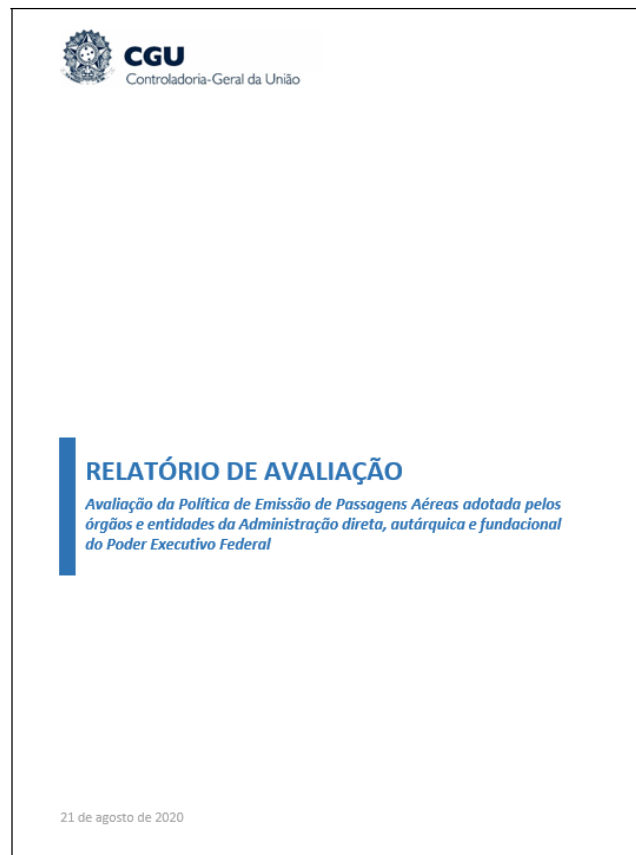 CGU
Controladoria-Geral da União
RELATÓRIO DE AVALIAÇÃO
Avaliação da Política de Emissão de Passagens Aéreas adotada pelos
órgãos e entidades da Administração direta, autárquica e fundacional
do Poder Executivo Federal
21 de agosto de 2020